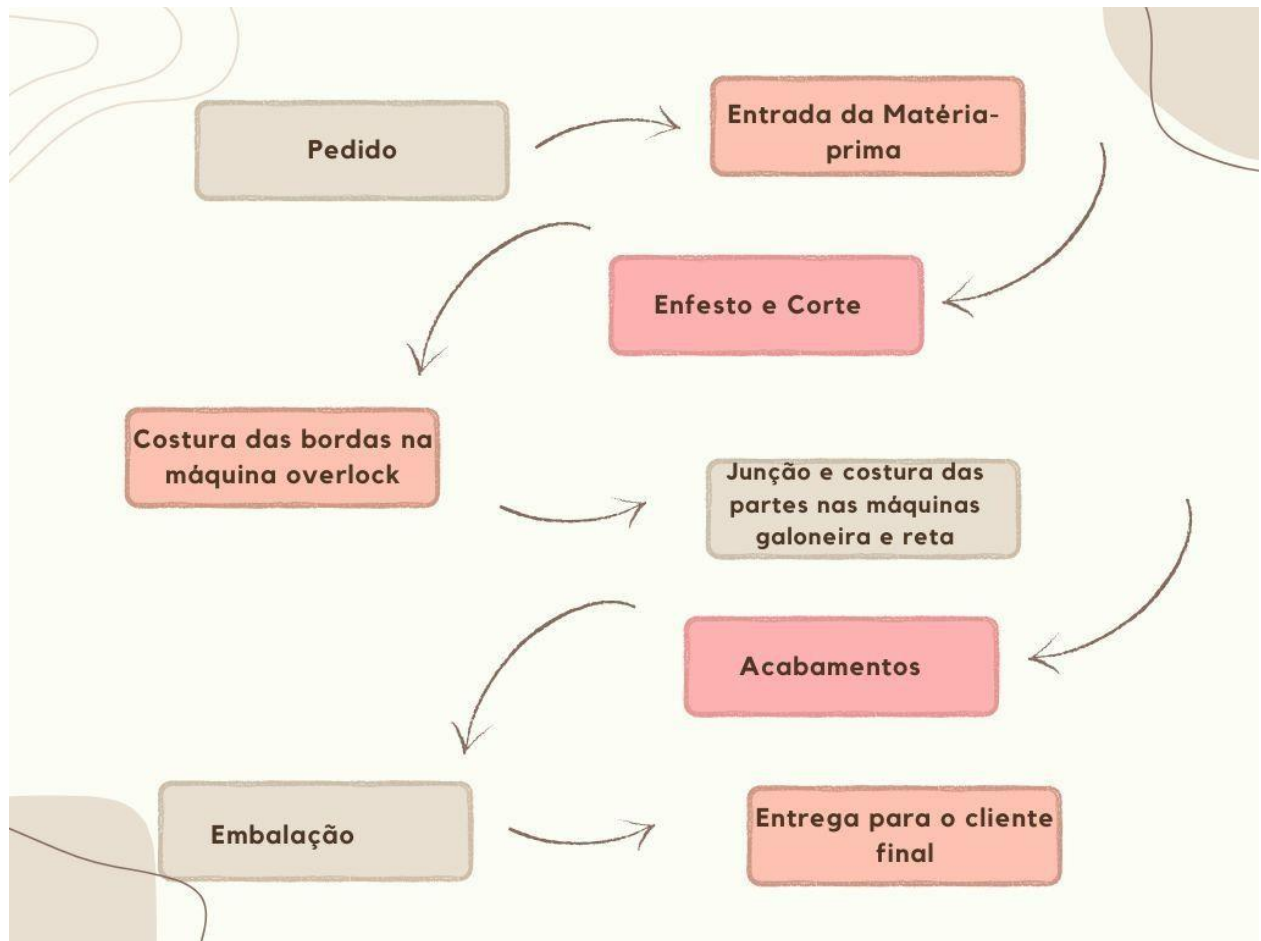 Pedido
Entrada da Matéria-
prima
Enfesto e Corte
Costura das bordas na
máquina overlock
Junção e costura das
partes nas máquinas
galoneira e reta
Acabamentos
Embalação
Entrega para o cliente
final